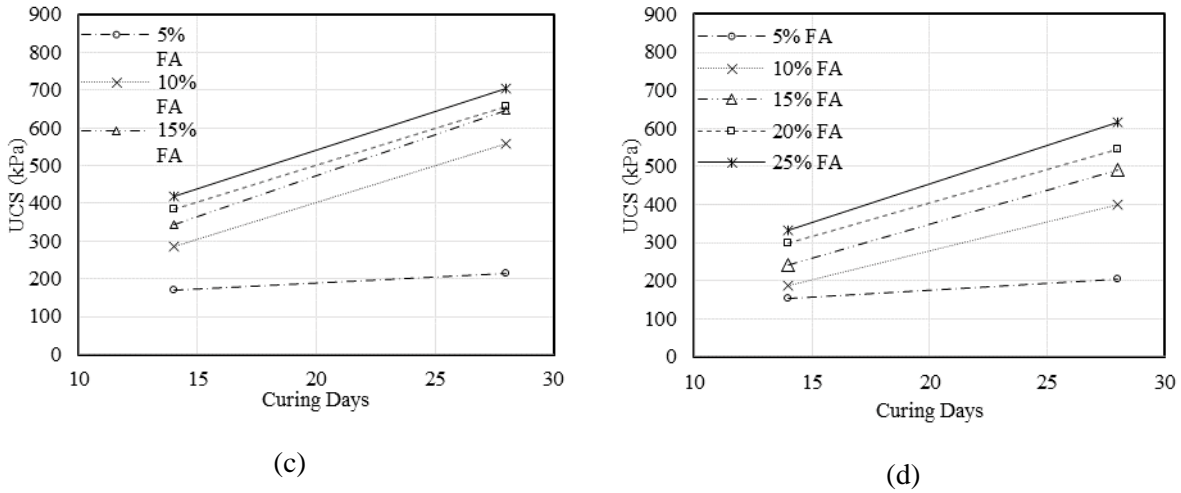 900
800
700
600
500
400
300
200
100
0
UCS (kPa)
5%
FA
10%
FA
15%
FA
10 15 20 25 30
Curing Days
(c)
900
800
700
600
500
400
300
200
100
0
UCS (kPa)
5% FA
10% FA
15% FA
20% FA
25% FA
10 15 20 25 30
Curing Days
(d)